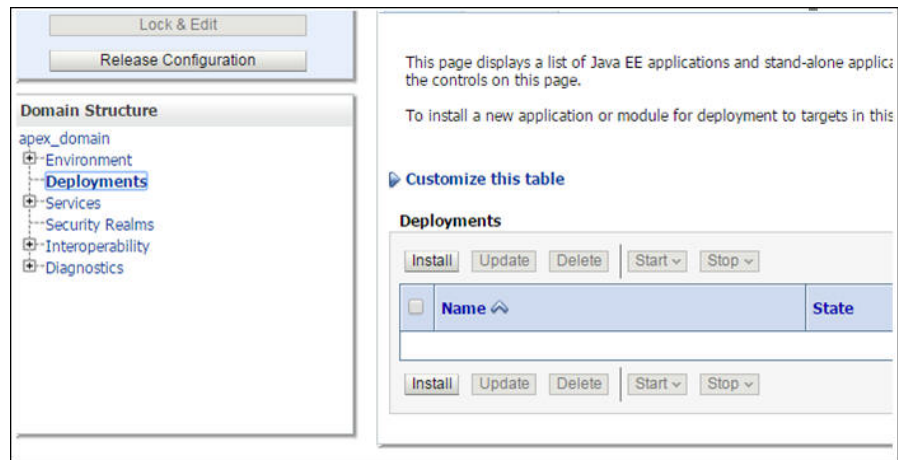 Lock & Edit
Release Configuration
Domain Structure
apex_domain
Environment
Deployments
Services
Security Realms
Interoperability
Diagnostics
This page displays a list of Java EE applications and stand-alone applica
the controls on this page.
To install a new application or module for deployment to targets in this
Customize this table
Deployments
Install Update Delete Start Stop
Name State
Install Update Delete Start Stop